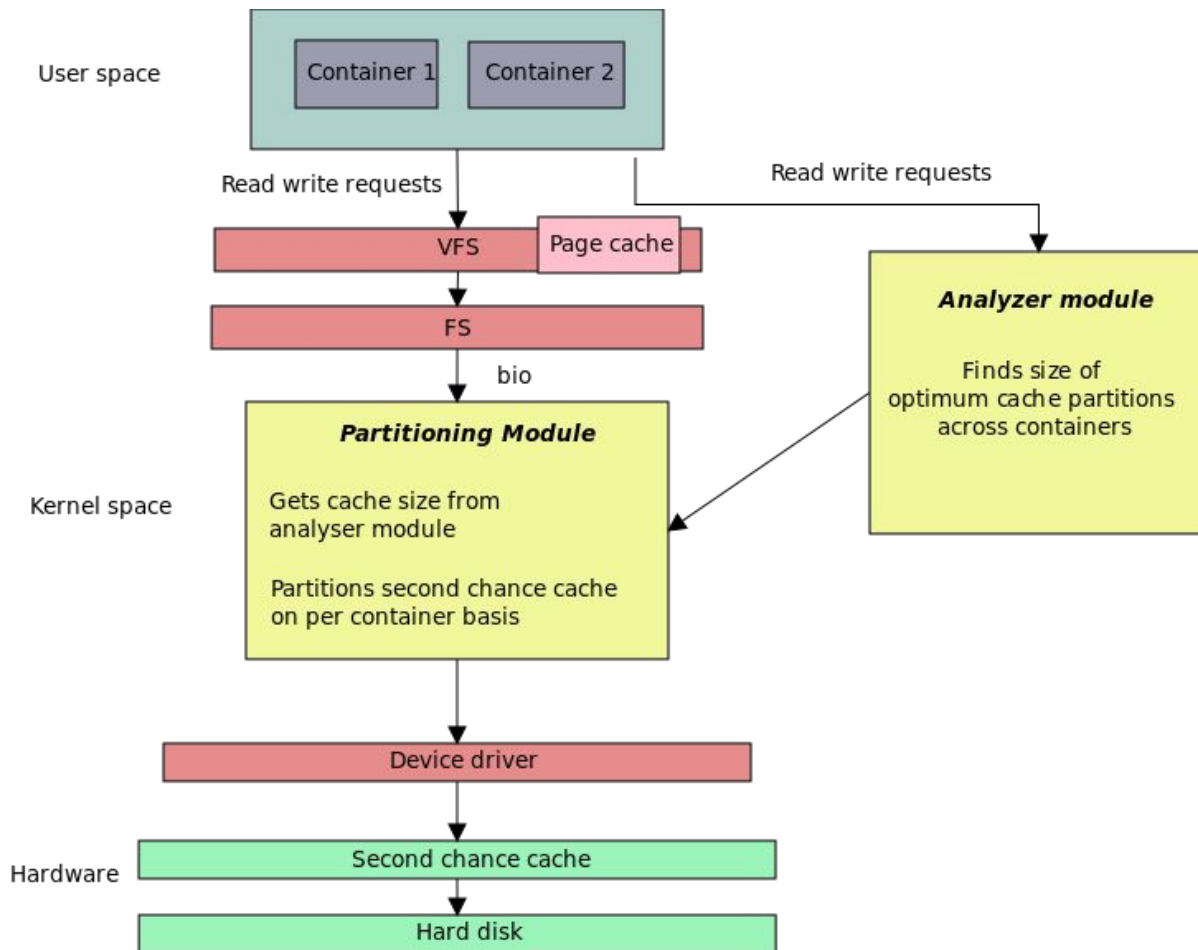 User space
Container 1
Container 2
Read write requests
Read write requests
VFS
Page cache
FS
bio
Analyzer module
Finds size of
optimum cache partitions
across containers
Partitioning Module
Gets cache size from
analyser module
Partitions second chance cache
on per container basis
Kernel space
Device driver
Second chance cache
Hardware
Hard disk